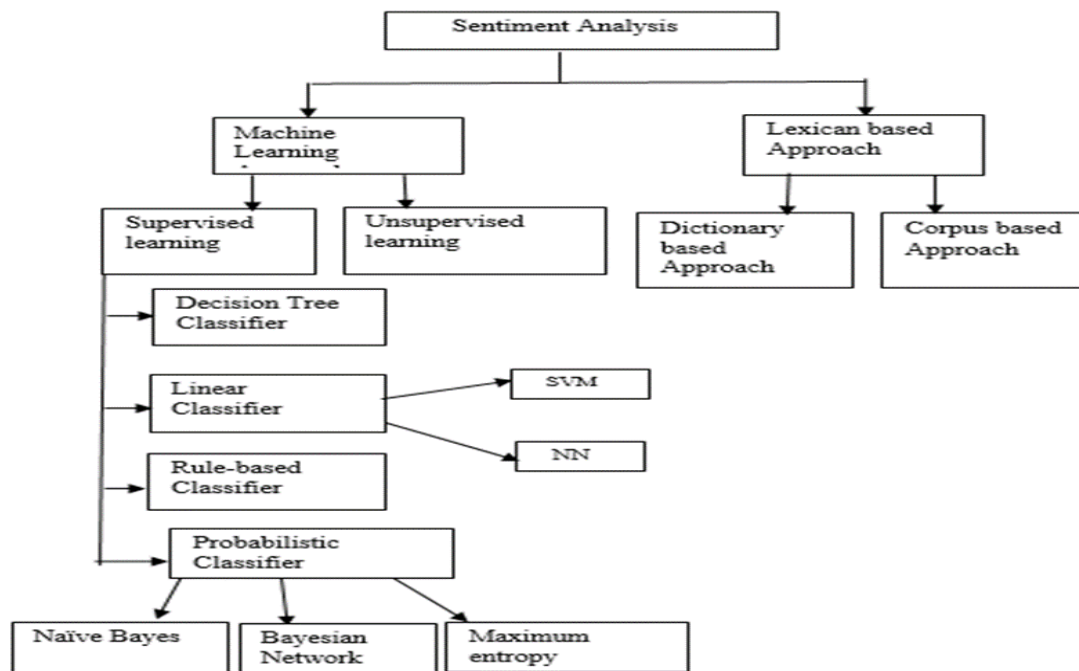 Sentiment Analysis
Machine
Learning
Lexican based
Approach
Supervised
learning
Unsupervised
learning
Dictionary
based
Approach
Corpus based
Approach
Decision Tree
Classifier
Linear
Classifier
SVM
NN
Rule-based
Classifier
Probabilistic
Classifier
Naïve Bayes
Bayesian
Network
Maximum
entropy